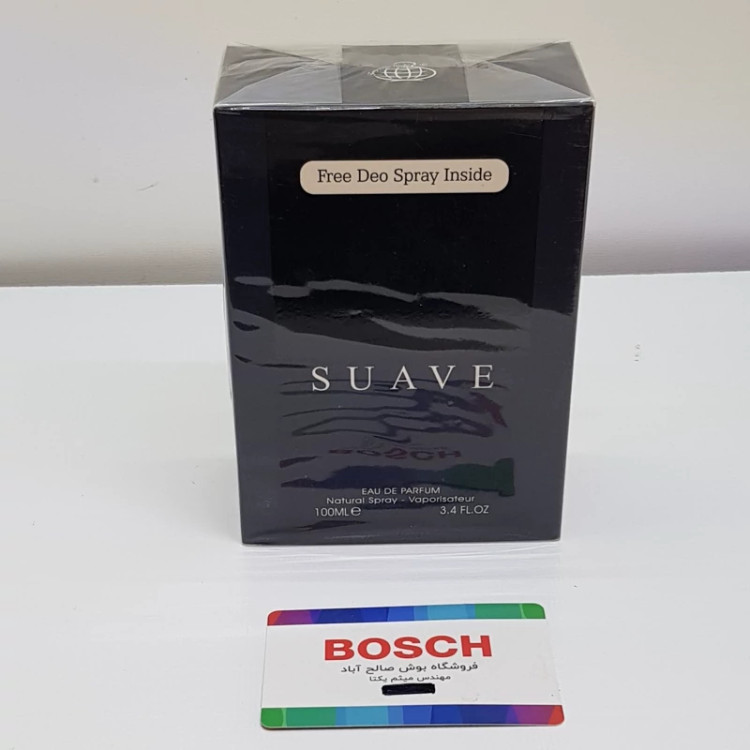 Free Deo Spray Inside
SUAVE
BOSCH
EAU DE PARFUM
Natural Spray - Vaporisateur
100ML e 3.4 FL.OZ
BOSCH
فروشگاه بوش صالح آباد
مهندس میثم یکتا